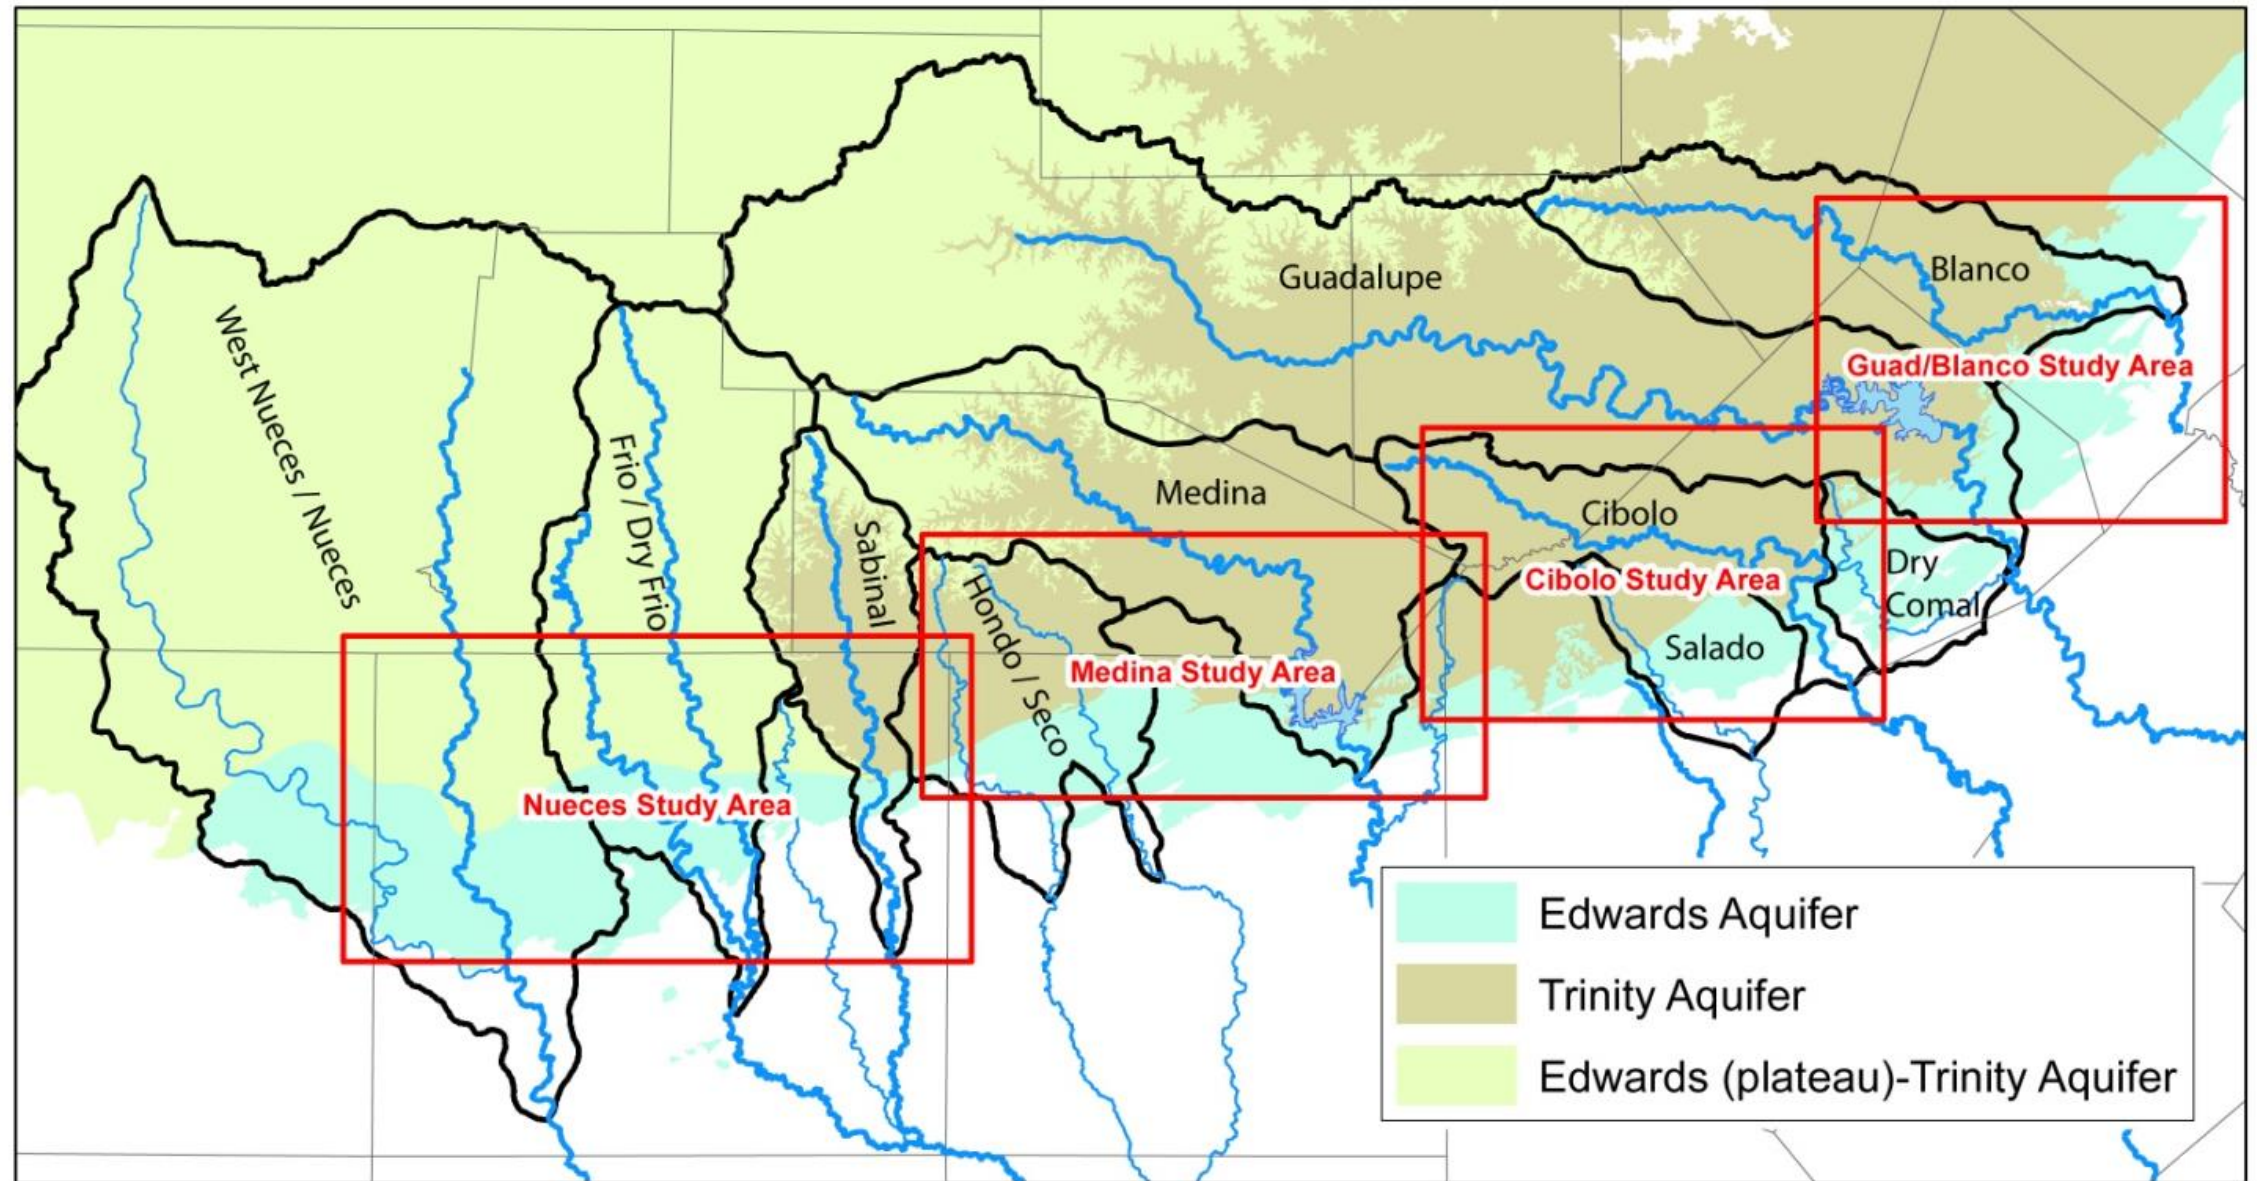 Guadalupe
Blanco
Guad/Blanco Study Area
West Nueces / Nueces
Frio / Dry Frio
Sabinal
Medina
Cibolo
Cibolo Study Area
Dry
Comal
Hondo / Seco
Medina Study Area
Salado
Nueces Study Area
Edwards Aquifer
Trinity Aquifer
Edwards (plateau)-Trinity Aquifer